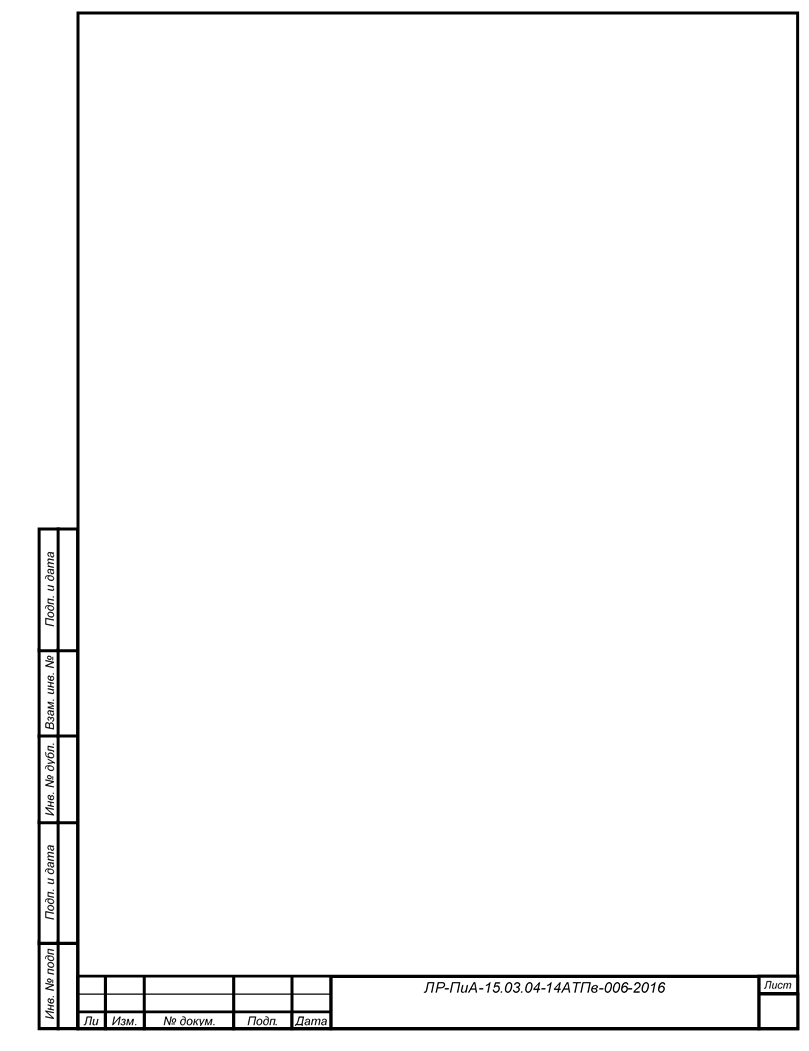 Подп. и дата
Взам. инв. №
Инв. № дубл.
Подп. и дата
Инв. № подп
ЛР-ПиА-15.03.04-14АТПв-006-2016
Лист
Ли Изм. № докум. Подп. Дата